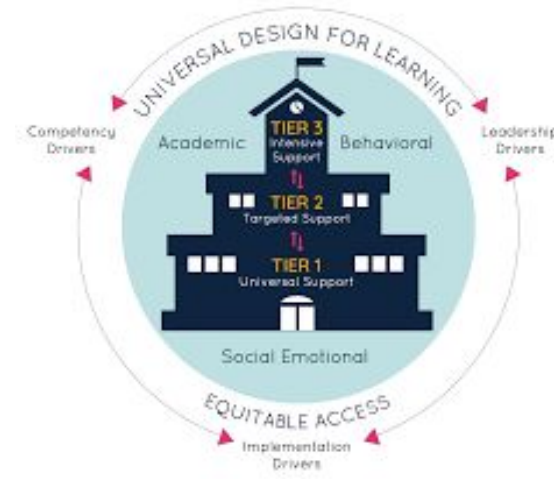 UNIVERSAL DESIGN FOR LEARNING
Competency
Drivers
Leadership
Drivers
Academic
Behavioral
TIER 3
Intensive
Support
TIER 2
Targeted Support
TIER 1
Universal Support
Social Emotional
EQUITABLE ACCESS
Implementation
Drivers